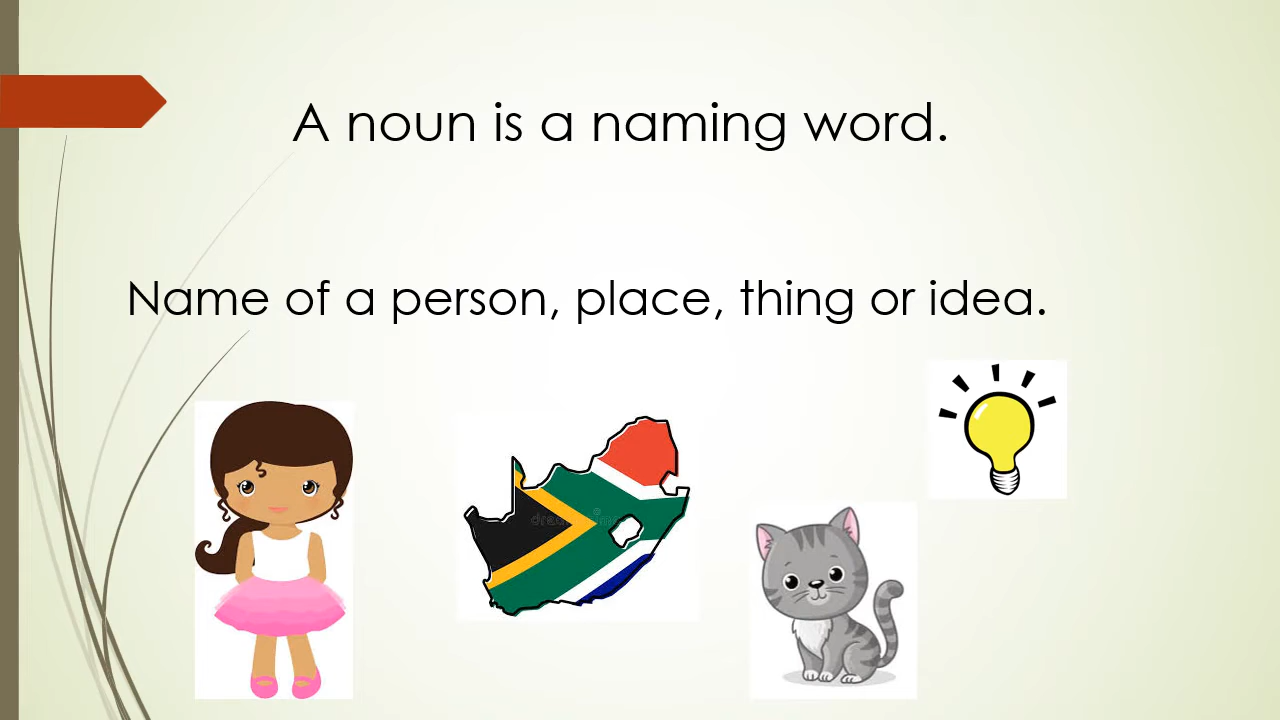 A noun is a naming word.
Name of a person, place, thing or idea.